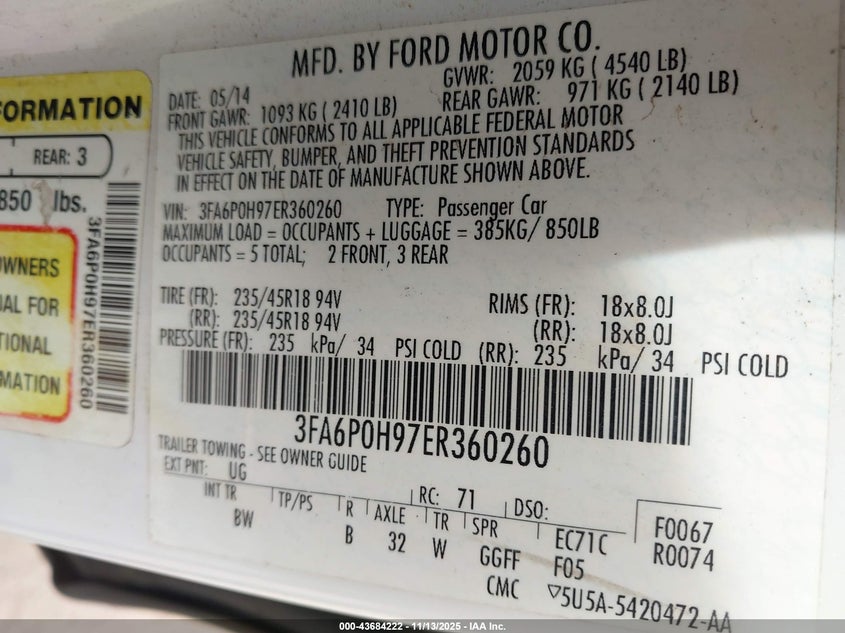 MFD. BY FORD MOTOR CO.
DATE: 05/14 GVWR: 2059 KG ( 4540 LB)
FRONT GAWR: 1093 KG ( 2410 LB) REAR GAWR: 971 KG ( 2140 LB)
THIS VEHICLE CONFORMS TO ALL APPLICABLE FEDERAL MOTOR
VEHICLE SAFETY, BUMPER, AND THEFT PREVENTION STANDARDS
IN EFFECT ON THE DATE OF MANUFACTURE SHOWN ABOVE.
VIN: 3FA6P0H97ER360260 TYPE: Passenger Car
MAXIMUM LOAD = OCCUPANTS + LUGGAGE = 385KG/ 850LB
OCCUPANTS = 5 TOTAL; 2 FRONT, 3 REAR
TIRE (FR): 235/45R18 94V RIMS (FR): 18x8.0J
(RR): 235/45R18 94V (RR): 18x8.0J
PRESSURE (FR): 235 kPa/ 34 PSI COLD (RR): 235 kPa/ 34 PSI COLD
3FA6P0H97ER360260
TRAILER TOWING - SEE OWNER GUIDE
EXT PNT: UG RC: 71 DSO:
INT TR TP/PS R AXLE TR SPR EC71C F0067
BW B 32 W GGFF F05 R0074
CMC ▽5U5A-5420472-AA
FORMATION
REAR: 3
850 lbs.
3FA6P0H97ER360260
OWNERS
UAL FOR
TIONAL
RMATION
000-43684222 - 11/13/2025 - IAA Inc.